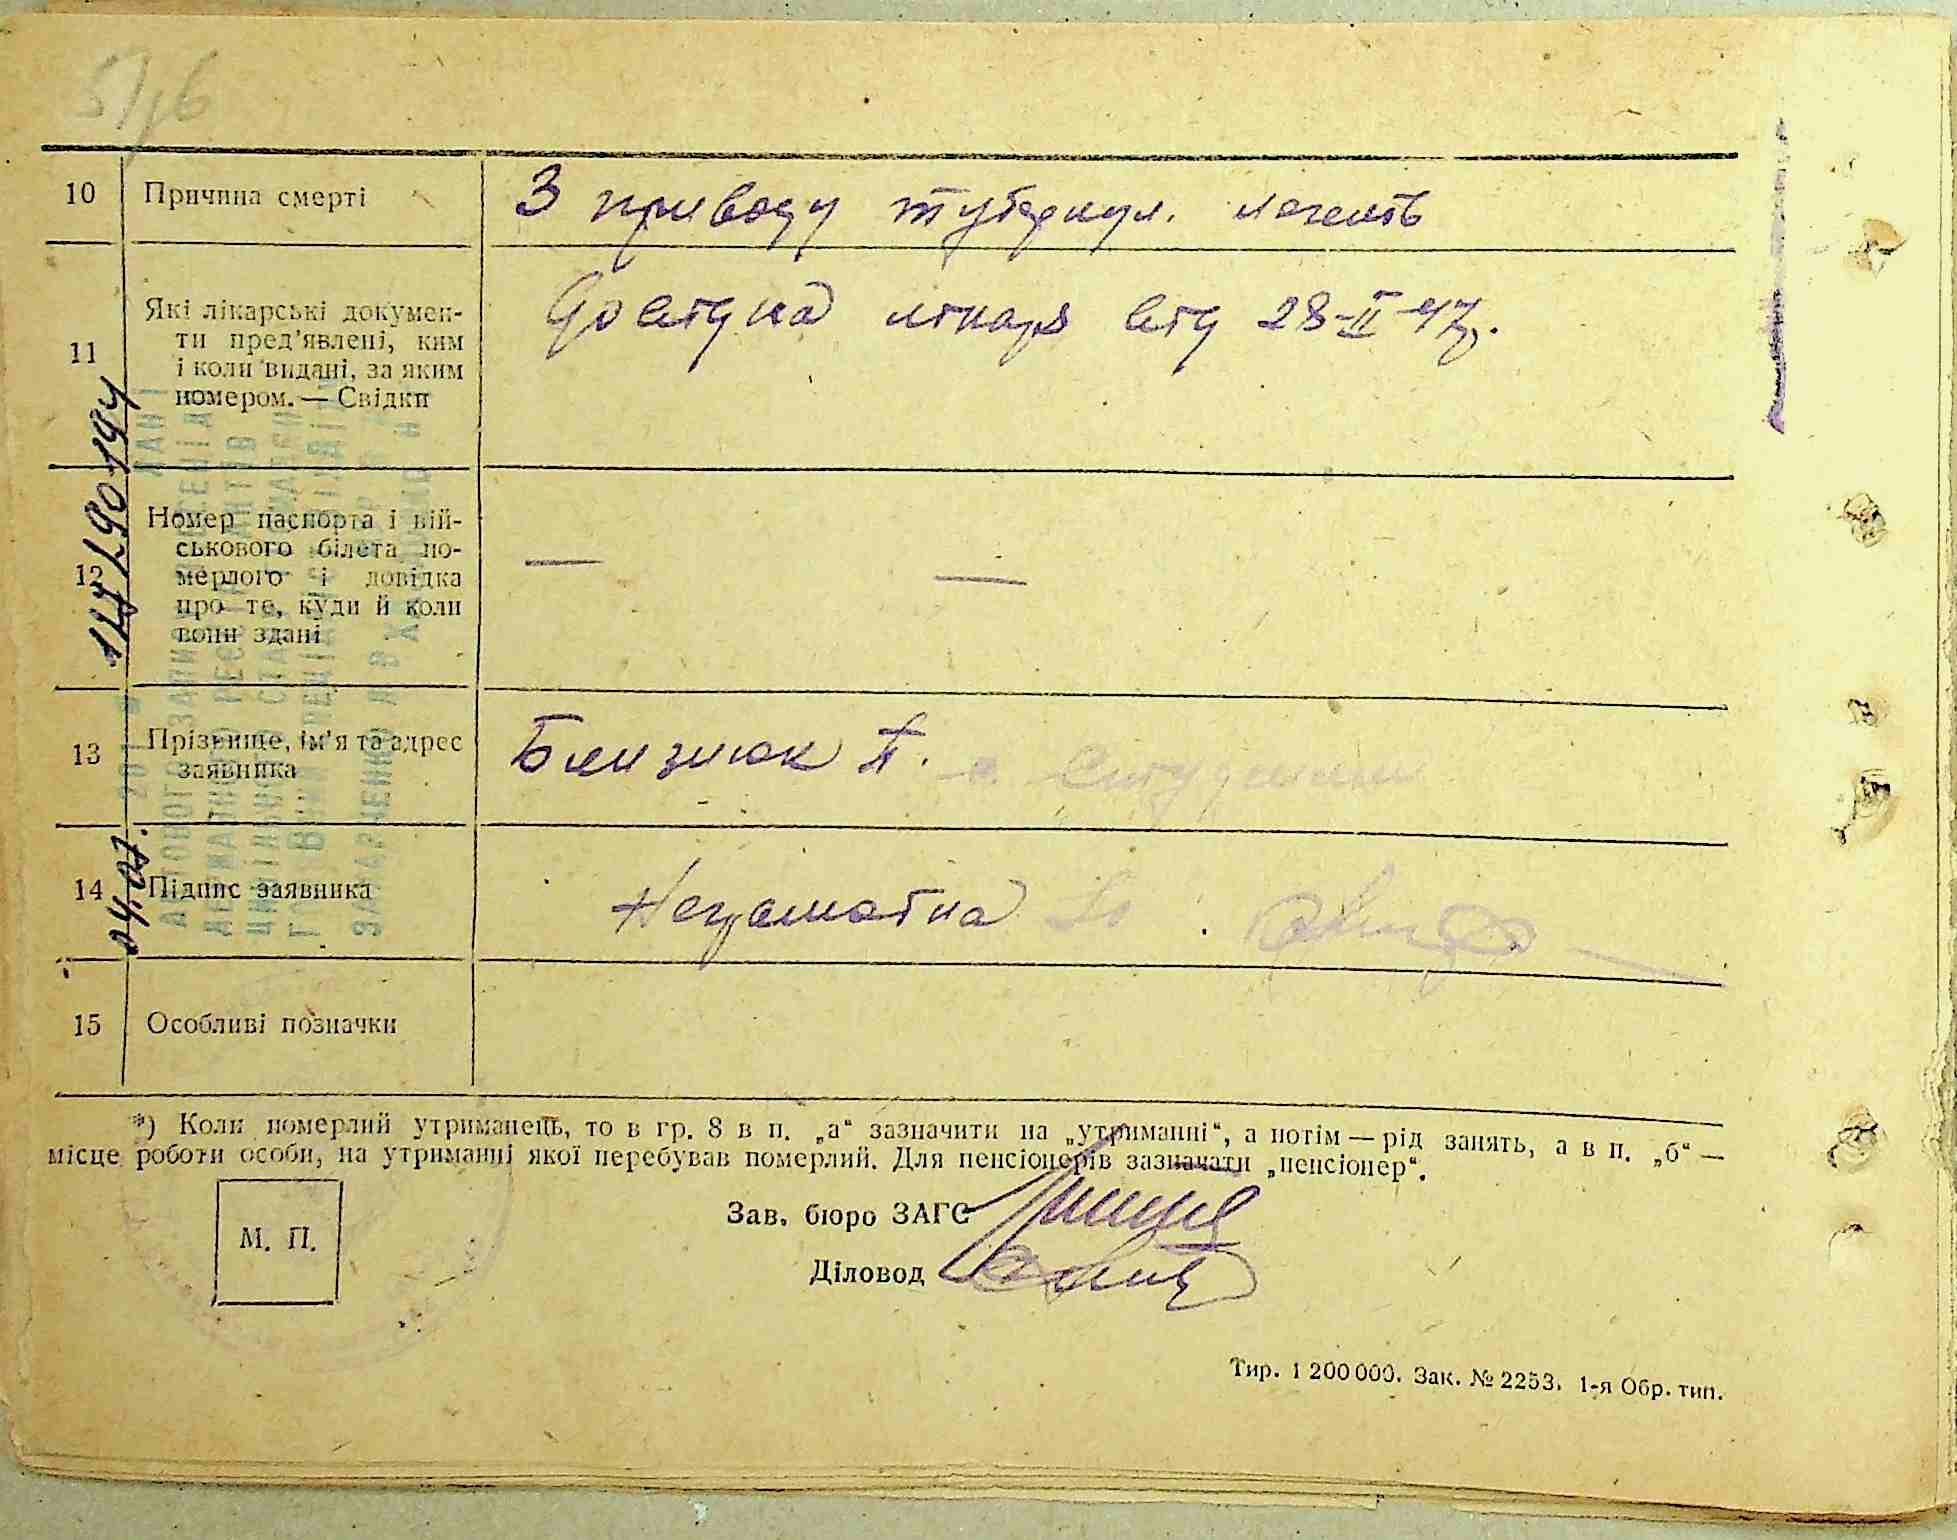 10 Причина смерті З приводу туберкул. легенів
11 Які лікарські докумен-
ти пред'явлені, ким
і коли видані, за яким
номером. — Свідки
Довідка лікаря від 28-II-47р.
12 Номер паспорта і вій-
ськового білета по-
мерлого і довідка
про те, куди й коли
вони здані
— —
13 Прізвище, ім'я та адрес
заявника
Близнюк П.
14 Підпис заявника Неграмотна
15 Особливі позначки
*) Коли померлий утриманець, то в гр. 8 в п. „а“ зазначити на „утриманні“, а потім — рід занять, а в п. „б“ —
місце роботи особи, на утриманні якої перебував померлий. Для пенсіонерів зазначати „пенсіонер“.
М. П.
Зав. бюро ЗАГС
Діловод
Тир. 1 200 000. Зак. № 2253. 1-я Обр. тип.